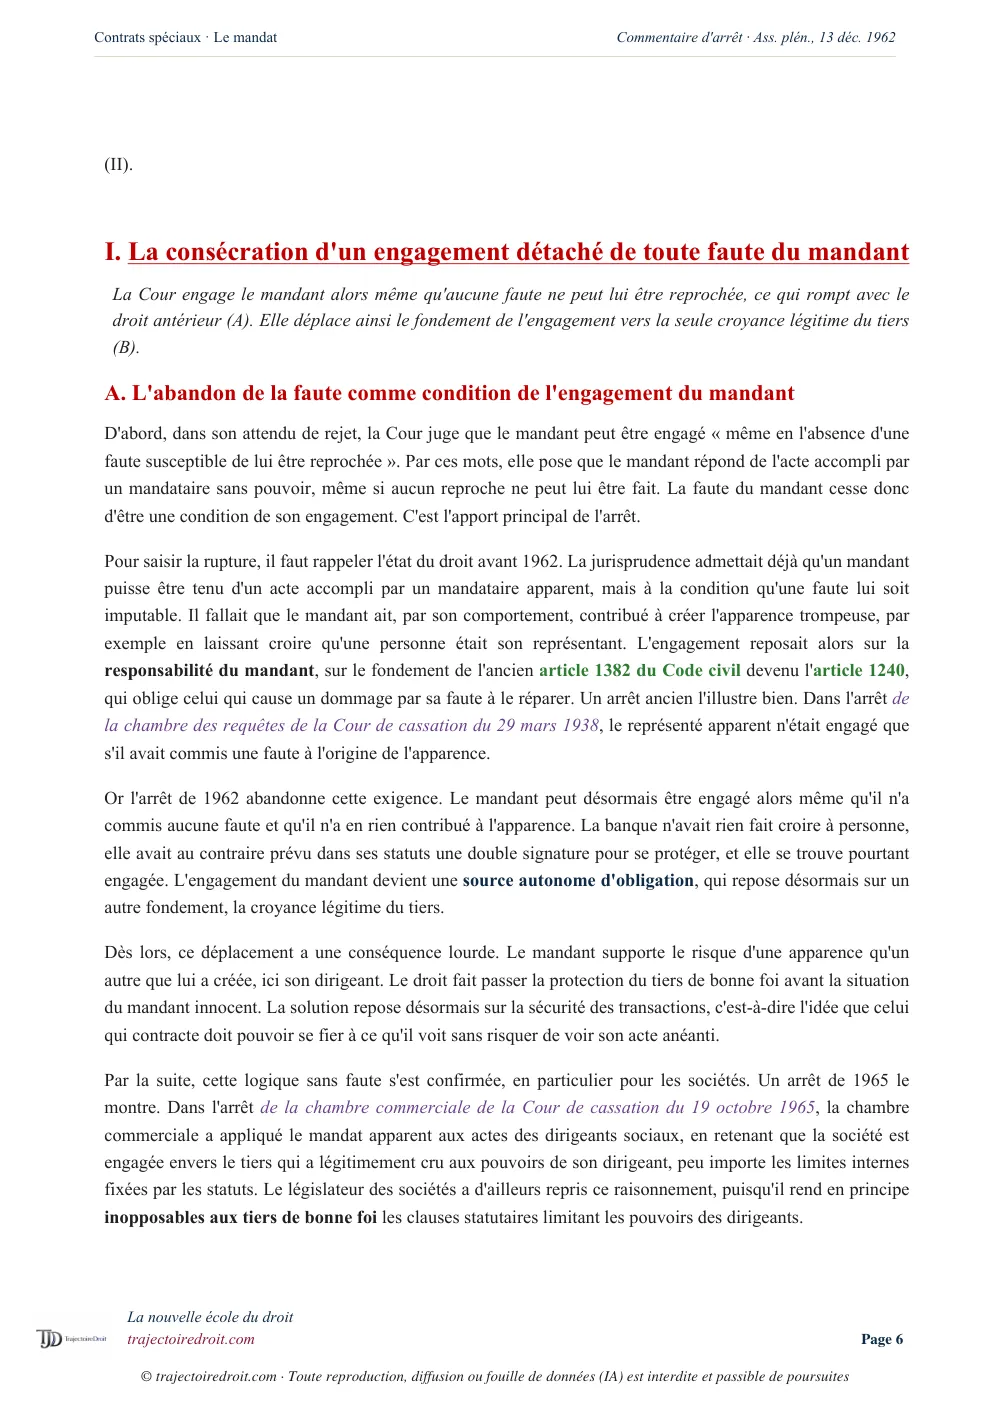 Contrats spéciaux · Le mandat
Commentaire d'arrêt · Ass. plén., 13 déc. 1962
(II).
I. La consécration d'un engagement détaché de toute faute du mandant
La Cour engage le mandant alors même qu'aucune faute ne peut lui être reprochée, ce qui rompt avec le
droit antérieur (A). Elle déplace ainsi le fondement de l'engagement vers la seule croyance légitime du tiers
(B).
A. L'abandon de la faute comme condition de l'engagement du mandant
D'abord, dans son attendu de rejet, la Cour juge que le mandant peut être engagé « même en l'absence d'une
faute susceptible de lui être reprochée ». Par ces mots, elle pose que le mandant répond de l'acte accompli par
un mandataire sans pouvoir, même si aucun reproche ne peut lui être fait. La faute du mandant cesse donc
d'être une condition de son engagement. C'est l'apport principal de l'arrêt.
Pour saisir la rupture, il faut rappeler l'état du droit avant 1962. La jurisprudence admettait déjà qu'un mandant
puisse être tenu d'un acte accompli par un mandataire apparent, mais à la condition qu'une faute lui soit
imputable. Il fallait que le mandant ait, par son comportement, contribué à créer l'apparence trompeuse, par
exemple en laissant croire qu'une personne était son représentant. L'engagement reposait alors sur la
responsabilité du mandant, sur le fondement de l'ancien article 1382 du Code civil devenu l'article 1240,
qui oblige celui qui cause un dommage par sa faute à le réparer. Un arrêt ancien l'illustre bien. Dans l'arrêt de
la chambre des requêtes de la Cour de cassation du 29 mars 1938, le représenté apparent n'était engagé que
s'il avait commis une faute à l'origine de l'apparence.
Or l'arrêt de 1962 abandonne cette exigence. Le mandant peut désormais être engagé alors même qu'il n'a
commis aucune faute et qu'il n'a en rien contribué à l'apparence. La banque n'avait rien fait croire à personne,
elle avait au contraire prévu dans ses statuts une double signature pour se protéger, et elle se trouve pourtant
engagée. L'engagement du mandant devient une source autonome d'obligation, qui repose désormais sur un
autre fondement, la croyance légitime du tiers.
Dès lors, ce déplacement a une conséquence lourde. Le mandant supporte le risque d'une apparence qu'un
autre que lui a créée, ici son dirigeant. Le droit fait passer la protection du tiers de bonne foi avant la situation
du mandant innocent. La solution repose désormais sur la sécurité des transactions, c'est-à-dire l'idée que celui
qui contracte doit pouvoir se fier à ce qu'il voit sans risquer de voir son acte anéanti.
Par la suite, cette logique sans faute s'est confirmée, en particulier pour les sociétés. Un arrêt de 1965 le
montre. Dans l'arrêt de la chambre commerciale de la Cour de cassation du 19 octobre 1965, la chambre
commerciale a appliqué le mandat apparent aux actes des dirigeants sociaux, en retenant que la société est
engagée envers le tiers qui a légitimement cru aux pouvoirs de son dirigeant, peu importe les limites internes
fixées par les statuts. Le législateur des sociétés a d'ailleurs repris ce raisonnement, puisqu'il rend en principe
inopposables aux tiers de bonne foi les clauses statutaires limitant les pouvoirs des dirigeants.
La nouvelle école du droit
TJD TrajectoireDroit
trajectoiredroit.com
Page 6
© trajectoiredroit.com · Toute reproduction, diffusion ou fouille de données (IA) est interdite et passible de poursuites